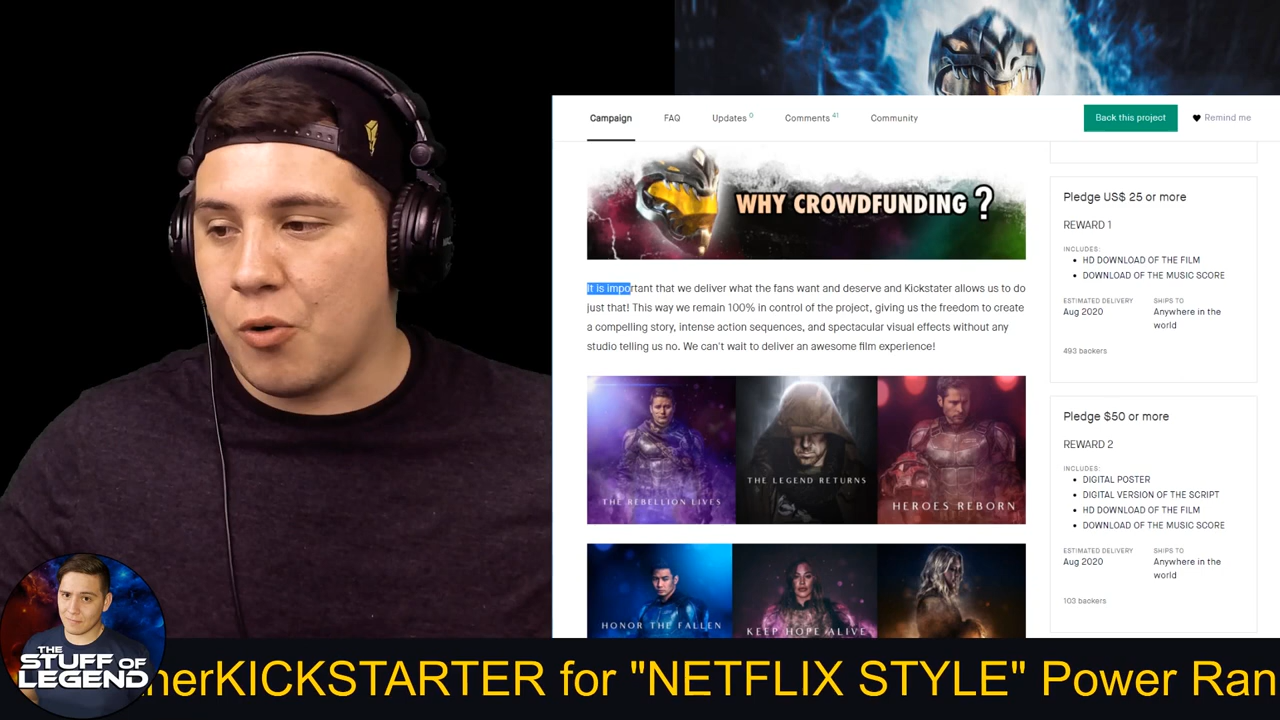 Campaign
FAQ
Updates 0
Comments 41
Community
Back this project
Remind me
WHY CROWDFUNDING ?
It is important that we deliver what the fans want and deserve and Kickstater allows us to do
just that! This way we remain 100% in control of the project, giving us the freedom to create
a compelling story, intense action sequences, and spectacular visual effects without any
studio telling us no. We can't wait to deliver an awesome film experience!
THE REBELLION LIVES
THE LEGEND RETURNS
HEROES REBORN
HONOR THE FALLEN
KEEP HOPE ALIVE
Pledge US$ 25 or more
REWARD 1
INCLUDES:
• HD DOWNLOAD OF THE FILM
• DOWNLOAD OF THE MUSIC SCORE
ESTIMATED DELIVERY
Aug 2020
SHIPS TO
Anywhere in the
world
493 backers
Pledge $50 or more
REWARD 2
INCLUDES:
• DIGITAL POSTER
• DIGITAL VERSION OF THE SCRIPT
• HD DOWNLOAD OF THE FILM
• DOWNLOAD OF THE MUSIC SCORE
ESTIMATED DELIVERY
Aug 2020
SHIPS TO
Anywhere in the
world
103 backers
THE
STUFF OF
LEGEND
herKICKSTARTER for "NETFLIX STYLE" Power Ran